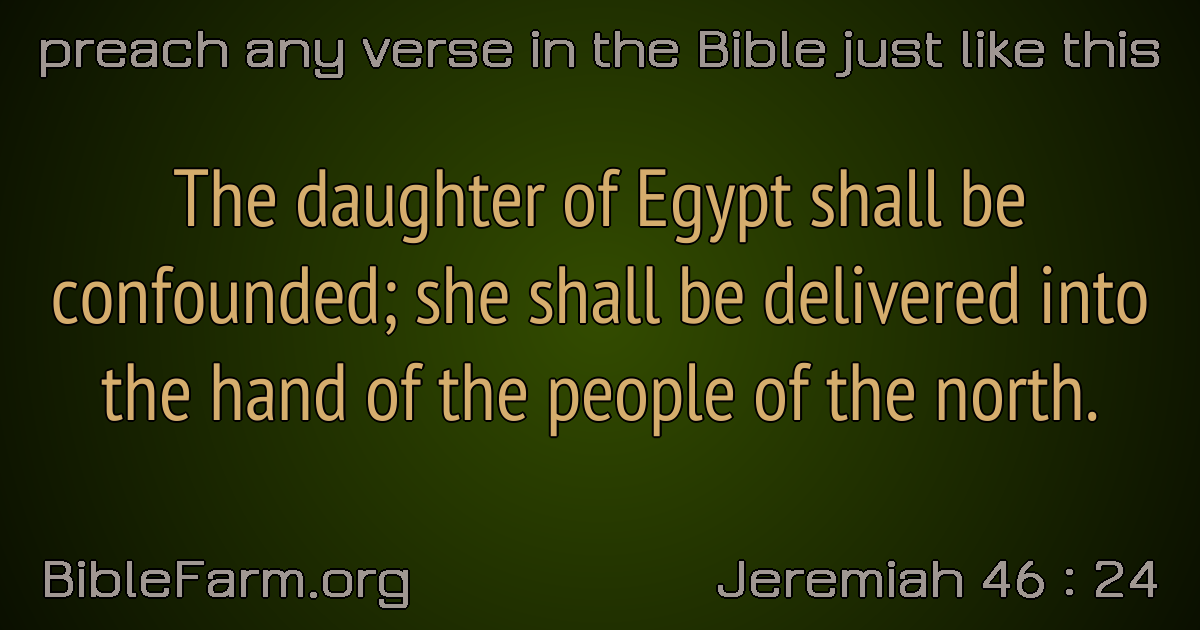 preach any verse in the Bible just like this
The daughter of Egypt shall be
confounded; she shall be delivered into
the hand of the people of the north.
BibleFarm.org
Jeremiah 46 : 24